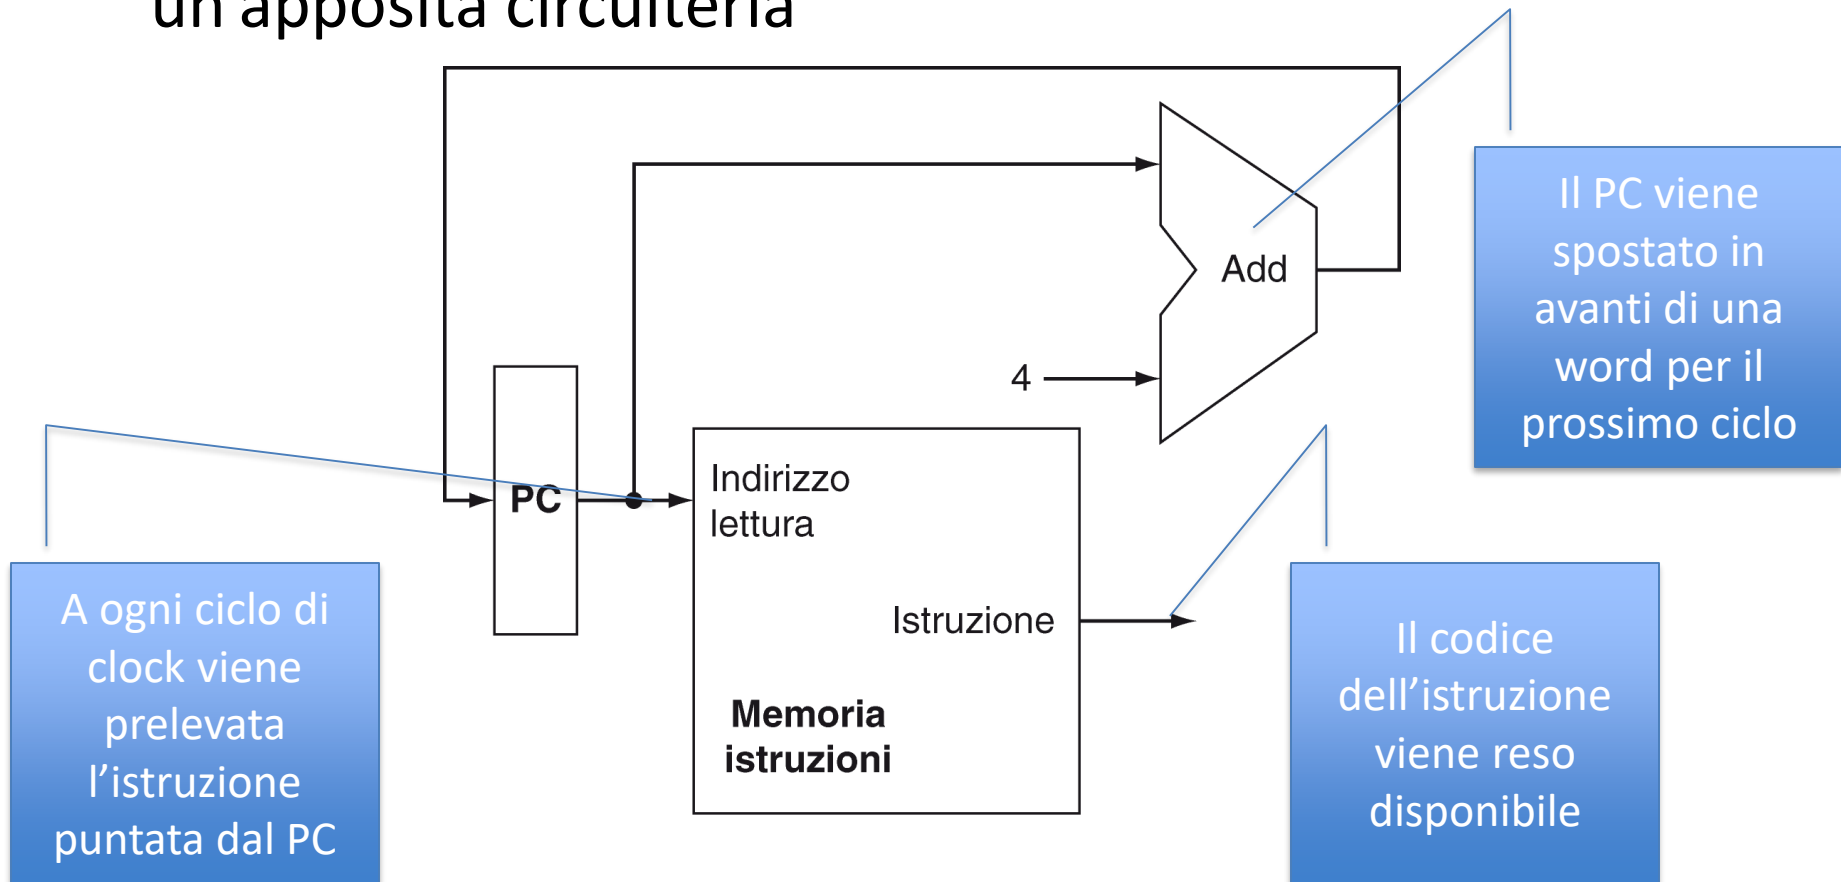 un'apposita circuiteria
Add
4
PC
Indirizzo
lettura
Istruzione
Memoria
istruzioni
Il PC viene
spostato in
avanti di una
word per il
prossimo ciclo
A ogni ciclo di
clock viene
prelevata
l’istruzione
puntata dal PC
Il codice
dell’istruzione
viene reso
disponibile